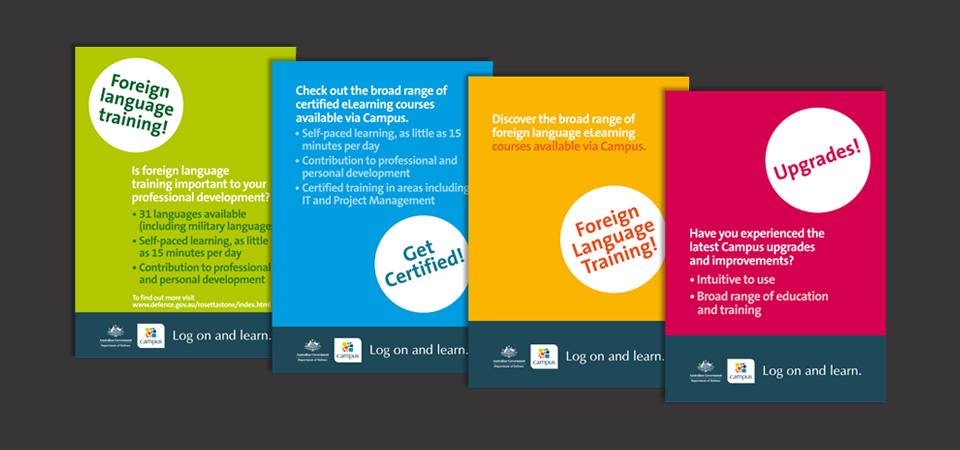 Foreign
language
training!
Is foreign language
training important to your
professional development?
• 31 languages available
(including military language
• Self-paced learning, as little
as 15 minutes per day
• Contribution to professional
and personal development
To find out more visit
www.defence.gov.au/rosettastone/index.html
Australian Government
Department of Defence
campus
Log on and learn.
Check out the broad range of
certified eLearning courses
available via Campus.
• Self-paced learning, as little as 15
minutes per day
• Contribution to professional and
personal development
• Certified training in areas including
IT and Project Management
Get
Certified!
Australian Government
Department of Defence
campus
Log on and learn.
Discover the broad range of
foreign language eLearning
courses available via Campus.
Foreign
Language
Training!
Australian Government
Department of Defence
campus
Log on and learn.
Upgrades!
Have you experienced the
latest Campus upgrades
and improvements?
• Intuitive to use
• Broad range of education
and training
Australian Government
Department of Defence
campus
Log on and learn.